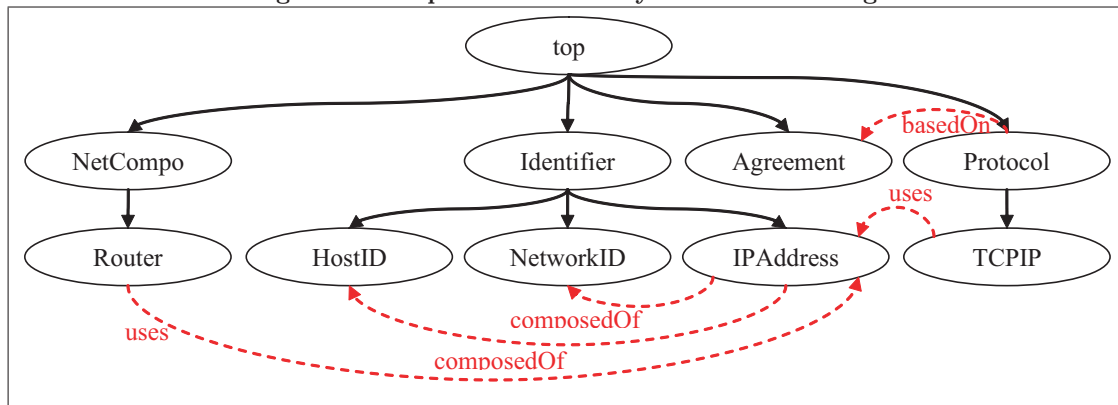 top
basedOn
NetCompo Identifier Agreement Protocol
uses
Router HostID NetworkID IPAddress TCPIP
composedOf
uses
composedOf